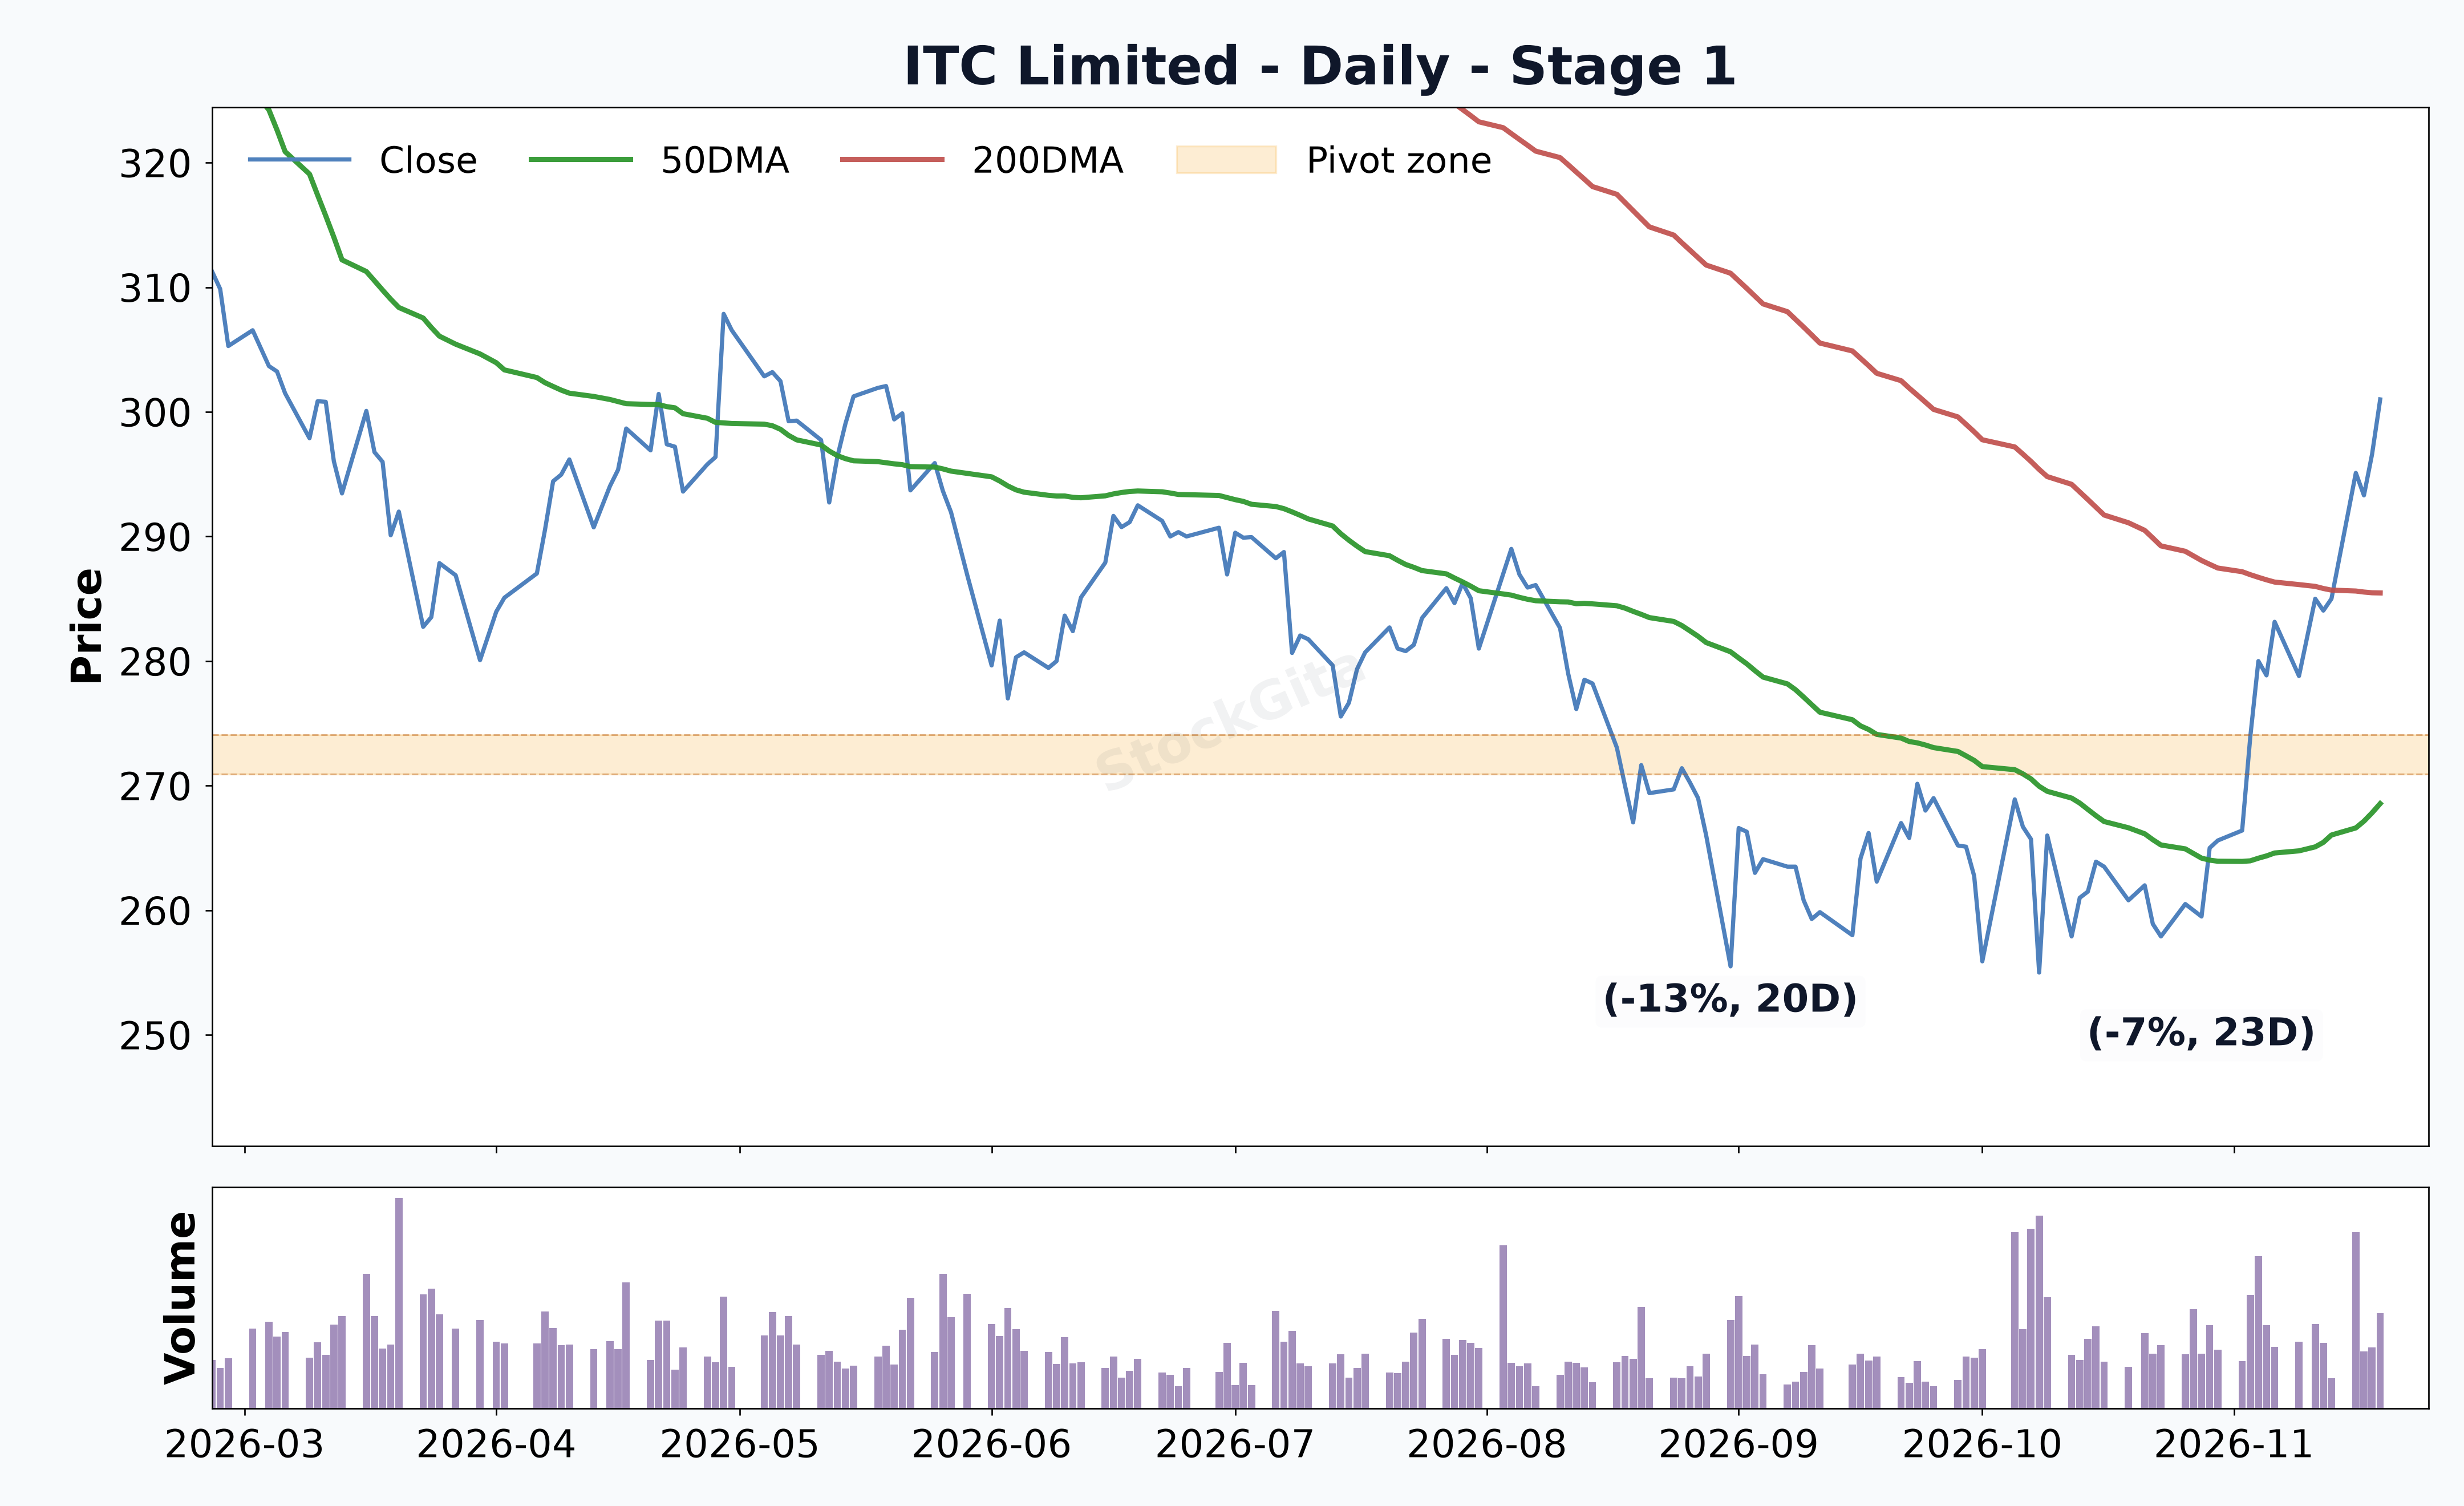 ITC Limited - Daily - Stage 1
Close 50DMA 200DMA Pivot zone
320
310
300
290
280
270
260
250
Price
StockGita
(-13%, 20D)
(-7%, 23D)
Volume
2026-03 2026-04 2026-05 2026-06 2026-07 2026-08 2026-09 2026-10 2026-11